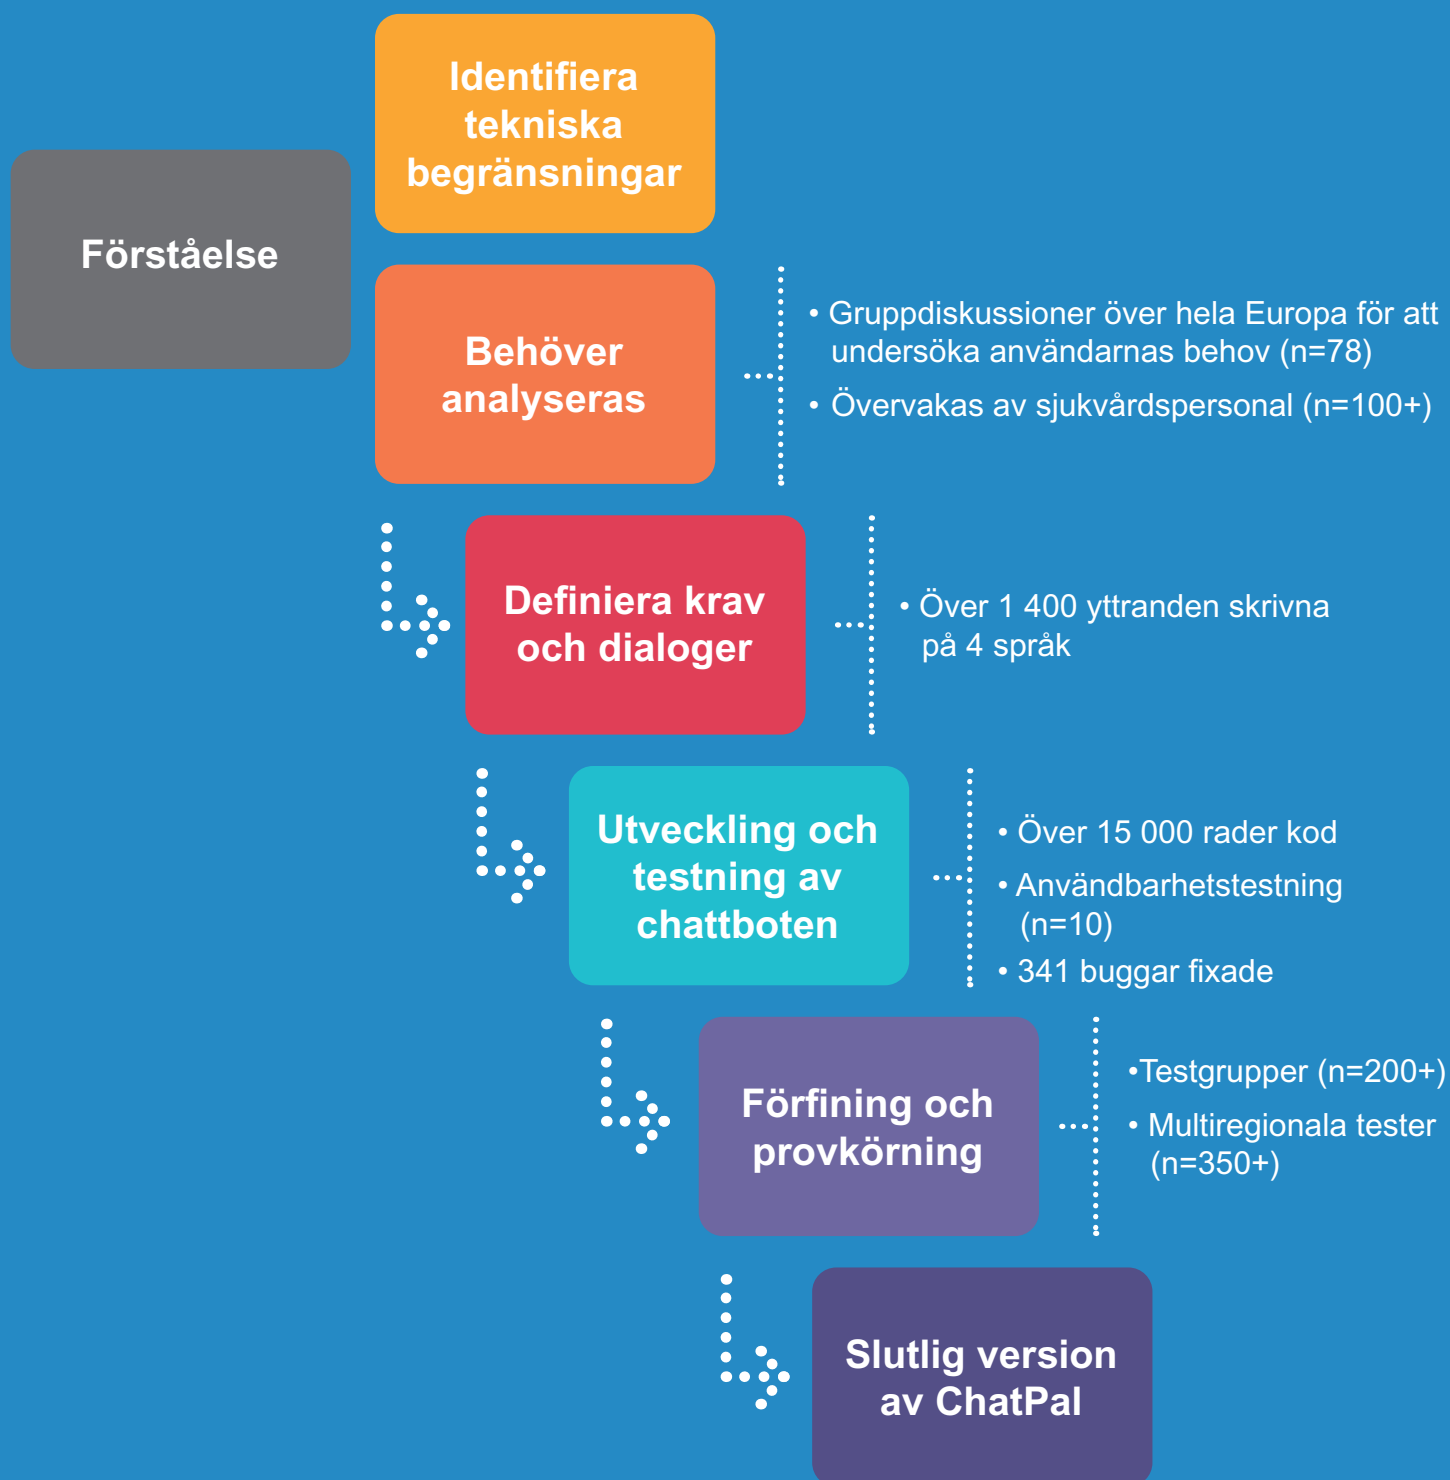 Identifiera
tekniska
begränsningar
Förståelse
Behöver
analyseras
• Gruppdiskussioner över hela Europa för att
undersöka användarnas behov (n=78)
• Övervakas av sjukvårdspersonal (n=100+)
Definiera krav
och dialoger
• Över 1 400 yttranden skrivna
på 4 språk
Utveckling och
testning av
chattboten
• Över 15 000 rader kod
• Användbarhetstestning
(n=10)
• 341 buggar fixade
Förfining och
provkörning
•Testgrupper (n=200+)
• Multiregionala tester
(n=350+)
Slutlig version
av ChatPal